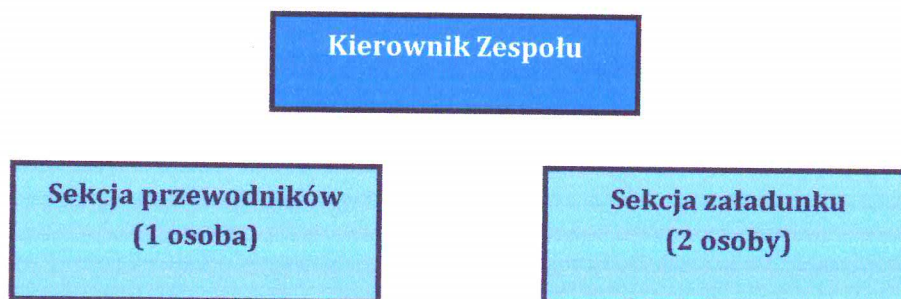 Kierownik Zespołu
Sekcja przewodników
(1 osoba)
Sekcja załadunku
(2 osoby)